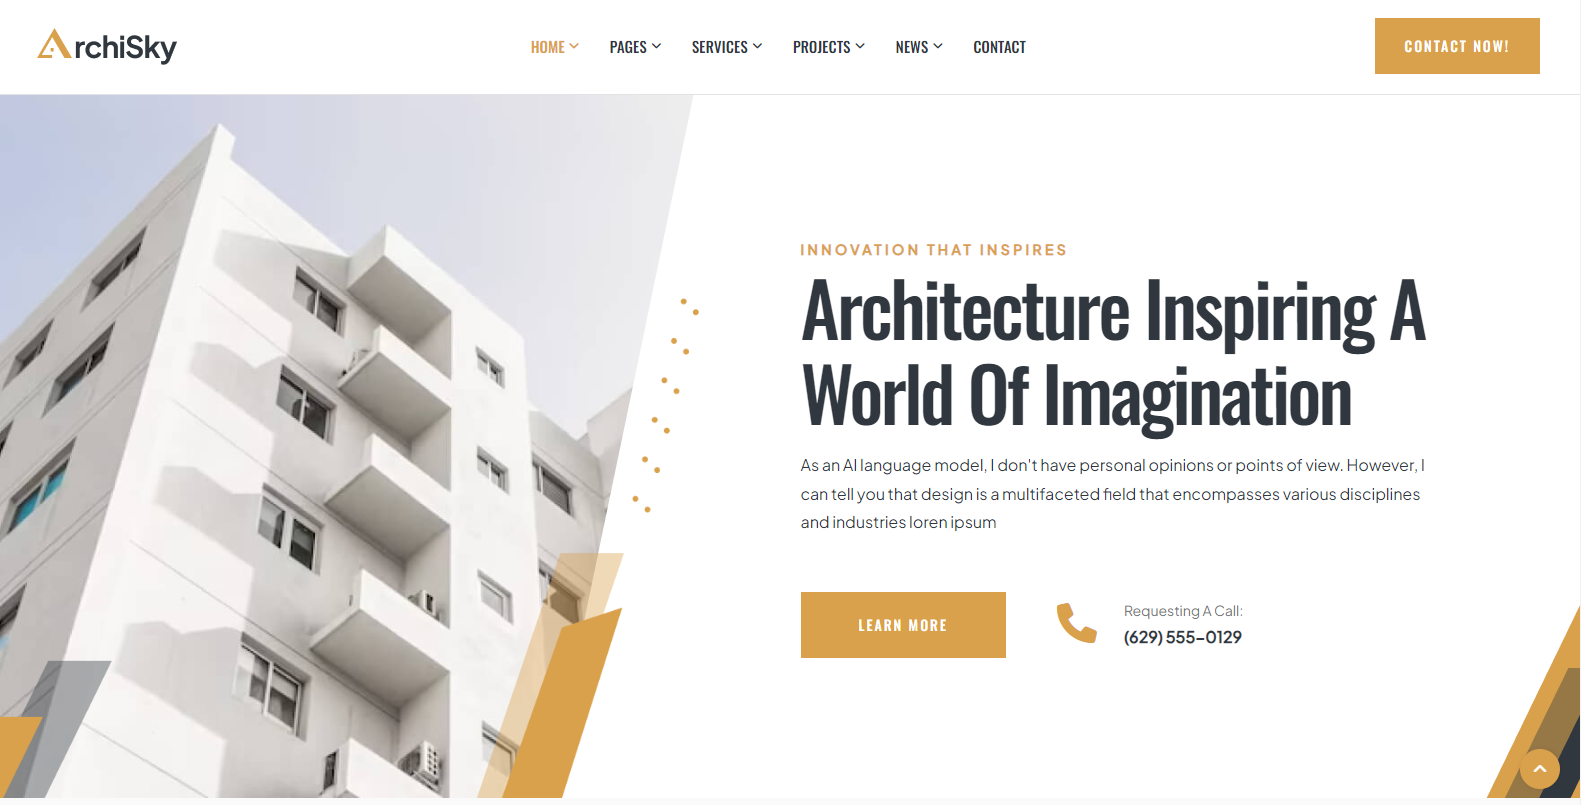 ArchiSky
HOME
PAGES
SERVICES
PROJECTS
NEWS
CONTACT
CONTACT NOW!
INNOVATION THAT INSPIRES
Architecture Inspiring A
World Of Imagination
As an AI language model, I don't have personal opinions or points of view. However, I
can tell you that design is a multifaceted field that encompasses various disciplines
and industries loren ipsum
LEARN MORE
Requesting A Call:
(629) 555-0129